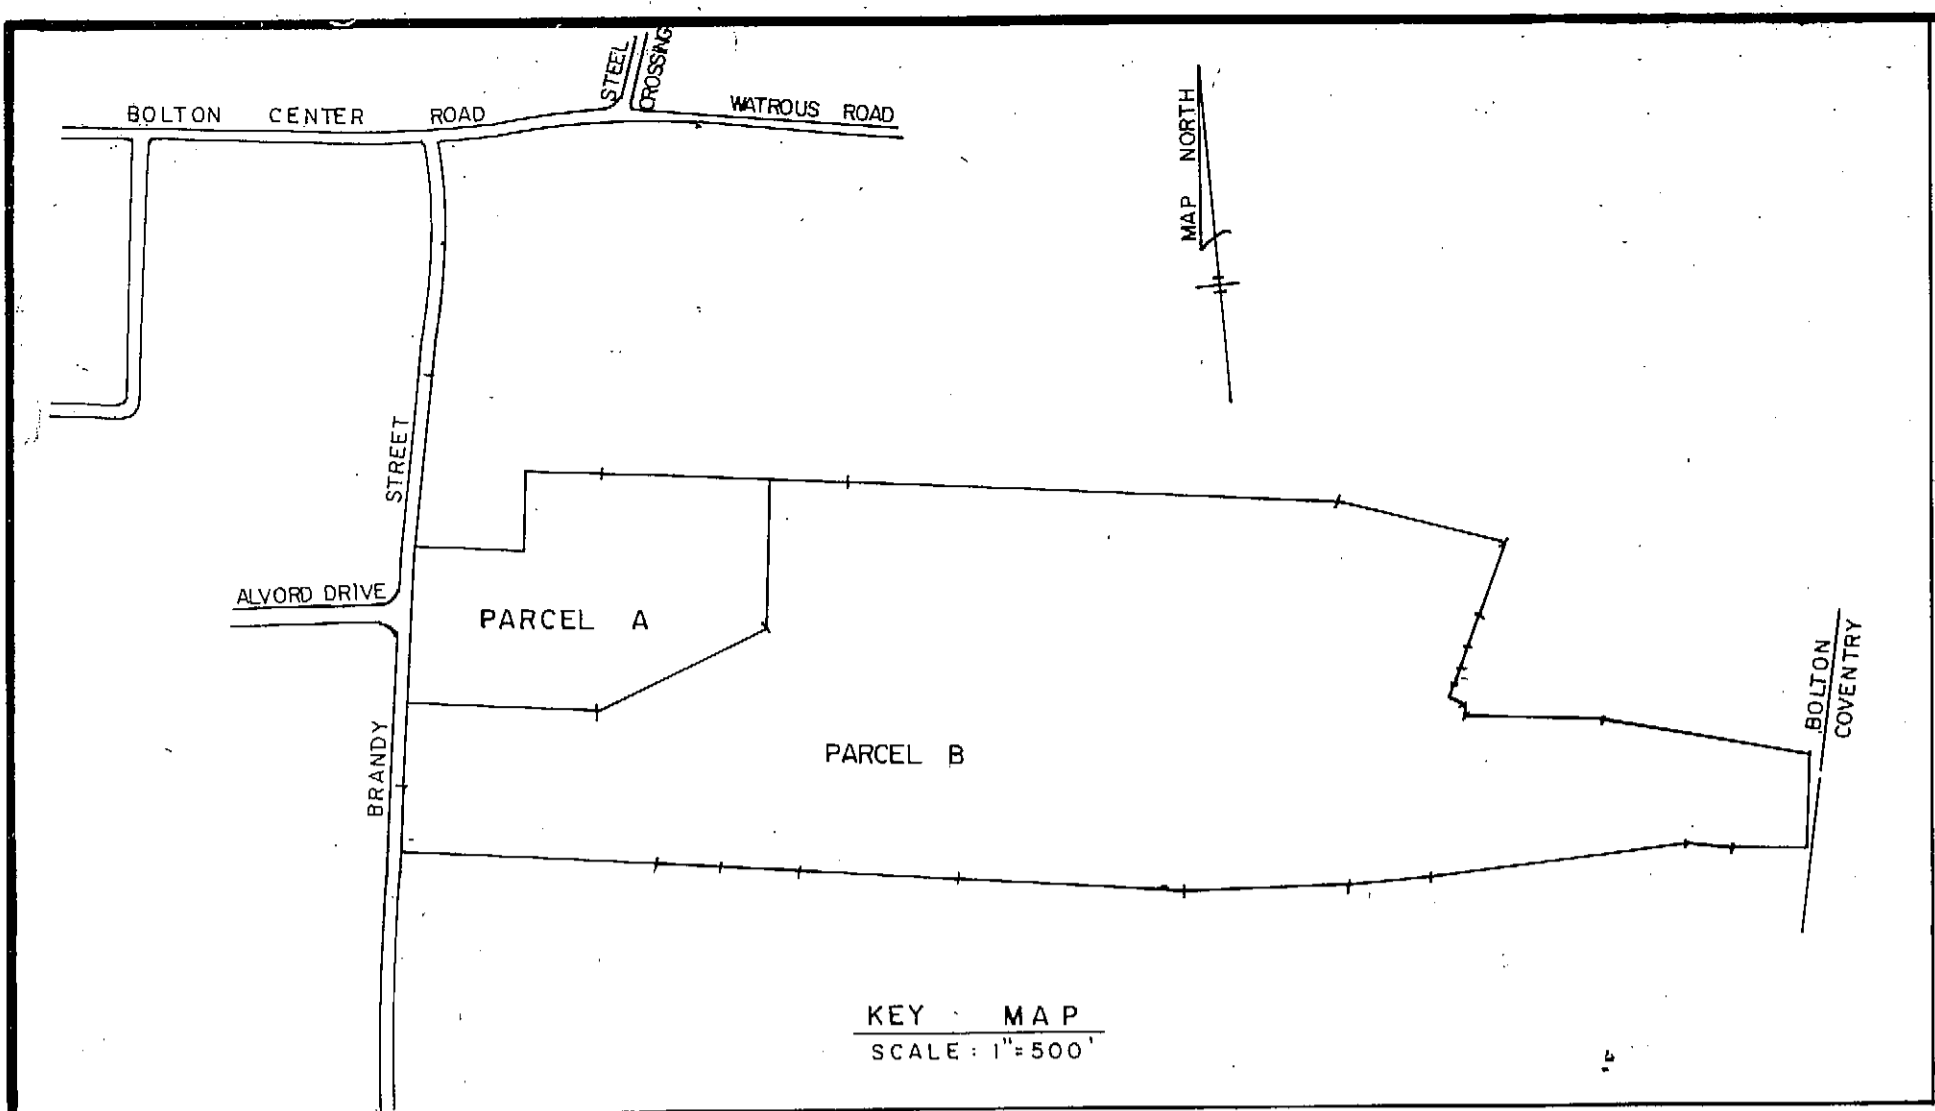 STEEL
CROSSING
BOLTON CENTER ROAD
WATROUS ROAD
MAP NORTH
STREET
ALVORD DRIVE
PARCEL A
BOLTON
COVENTRY
BRANDY
PARCEL B
KEY MAP
SCALE : 1"=500'